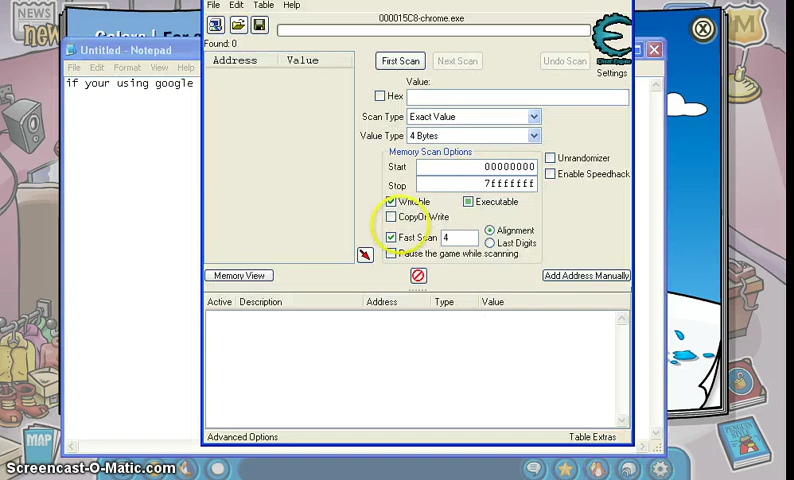 NEWS
new
Untitled - Notepad
File Edit Format View Help
if your using google
File Edit Table Help
000015C8-chrome.exe
Found: 0
Address Value
First Scan Next Scan Undo Scan
Settings
Value:
Hex
Scan Type Exact Value
Value Type 4 Bytes
Memory Scan Options
Start 00000000
Stop 7fffffff
Unrandomizer
Enable Speedhack
Writable Executable
CopyOnWrite
Fast Scan 4 Alignment
Last Digits
Pause the game while scanning
Memory View Add Address Manually
Active Description Address Type Value
Advanced Options Table Extras
MAP
PENGUIN STYLE
M
Screencast-O-Matic.com